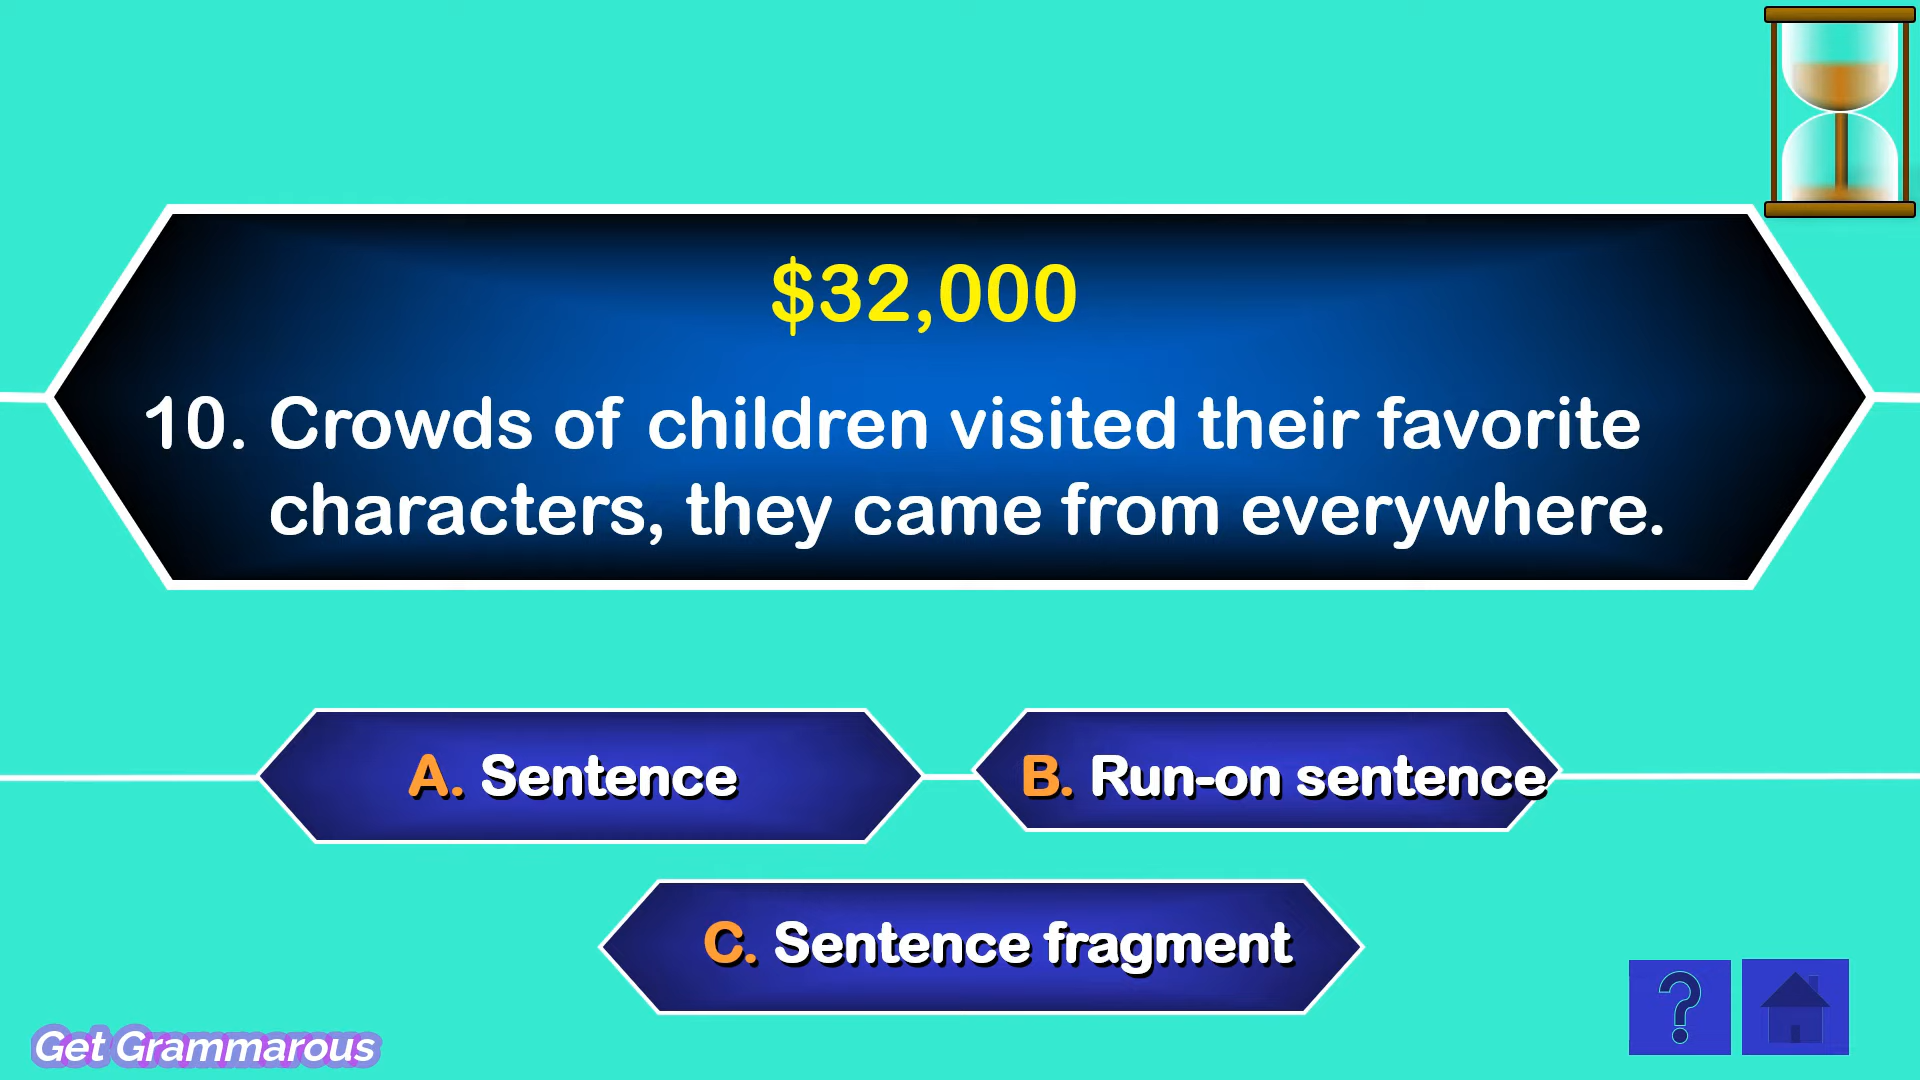 $32,000
10. Crowds of children visited their favorite
characters, they came from everywhere.
A. Sentence
B. Run-on sentence
C. Sentence fragment
?
Get Grammarous